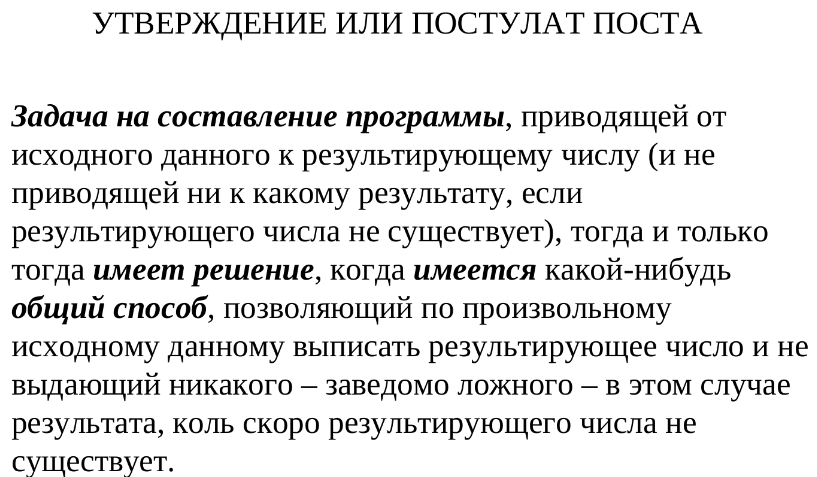 УТВЕРЖДЕНИЕ ИЛИ ПОСТУЛАТ ПОСТА
Задача на составление программы, приводящей от
исходного данного к результирующему числу (и не
приводящей ни к какому результату, если
результирующего числа не существует), тогда и только
тогда имеет решение, когда имеется какой-нибудь
общий способ, позволяющий по произвольному
исходному данному выписать результирующее число и не
выдающий никакого – заведомо ложного – в этом случае
результата, коль скоро результирующего числа не
существует.